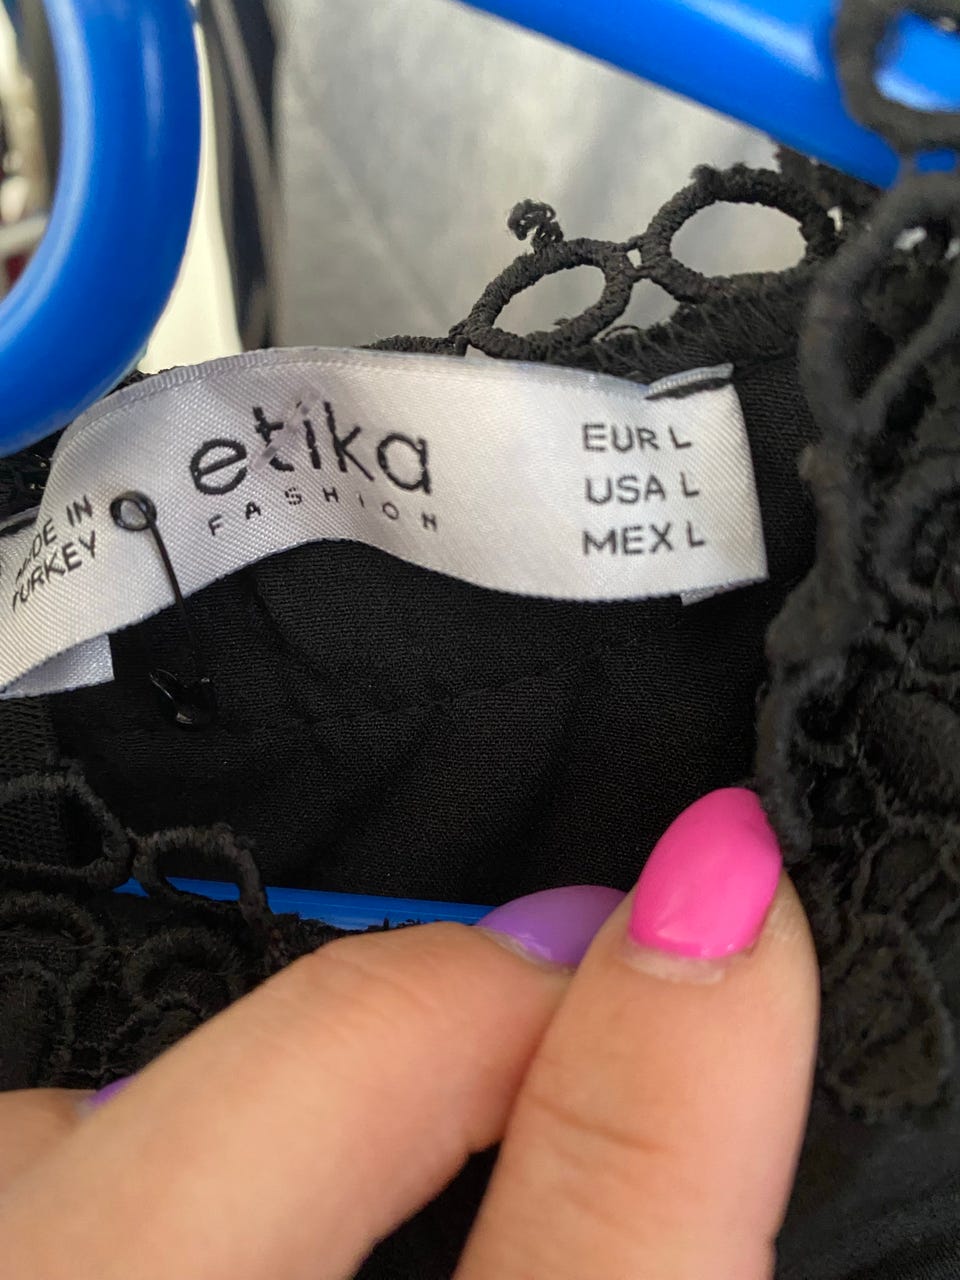 MADE IN
TURKEY
etika
FASHION
EUR L
USA L
MEX L